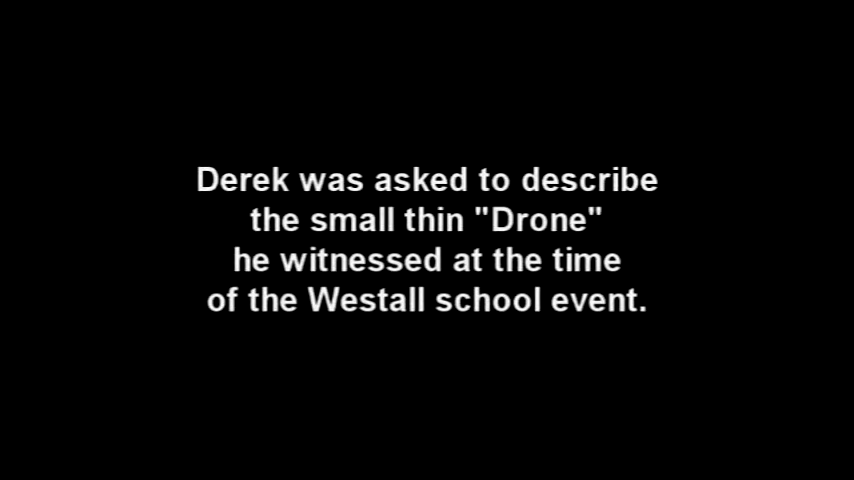 Derek was asked to describe
the small thin "Drone"
he witnessed at the time
of the Westall school event.